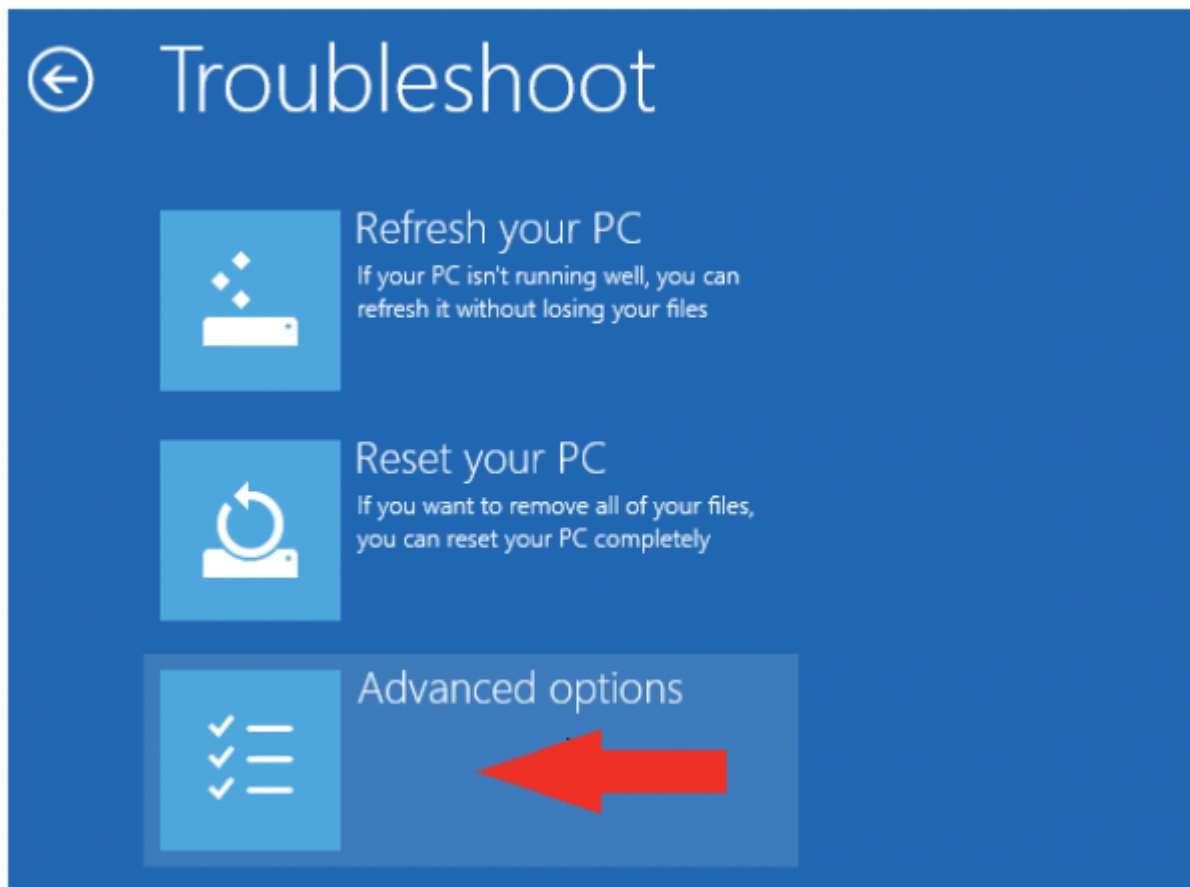 Troubleshoot
Refresh your PC
If your PC isn't running well, you can
refresh it without losing your files
Reset your PC
If you want to remove all of your files,
you can reset your PC completely
Advanced options